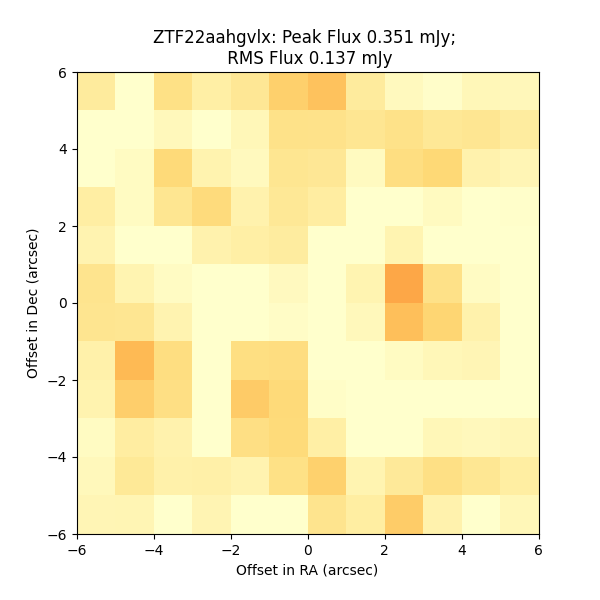 ZTF22aahgvlx: Peak Flux 0.351 mJy;
RMS Flux 0.137 mJy
6
4
2
0
−2
−4
−6
Offset in Dec (arcsec)
−6 −4 −2 0 2 4 6
Offset in RA (arcsec)